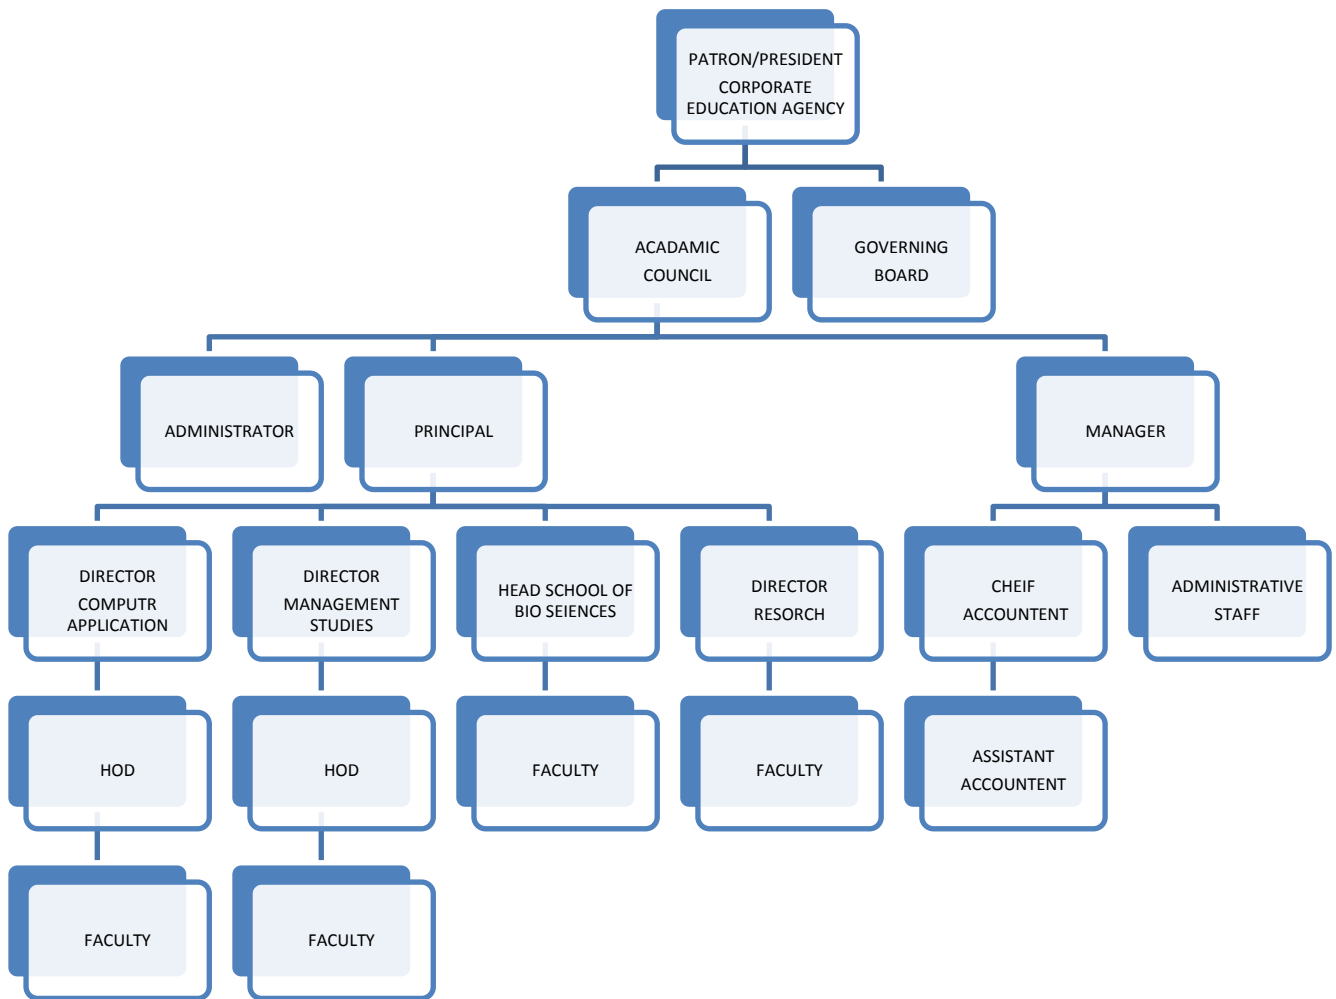 PATRON/PRESIDENT
CORPORATE
EDUCATION AGENCY
ACADAMIC
COUNCIL
GOVERNING
BOARD
ADMINISTRATOR
PRINCIPAL
MANAGER
DIRECTOR
COMPUTR
APPLICATION
DIRECTOR
MANAGEMENT
STUDIES
HEAD SCHOOL OF
BIO SEIENCES
DIRECTOR
RESORCH
CHEIF
ACCOUNTENT
ADMINISTRATIVE
STAFF
HOD
HOD
FACULTY
FACULTY
ASSISTANT
ACCOUNTENT
FACULTY
FACULTY